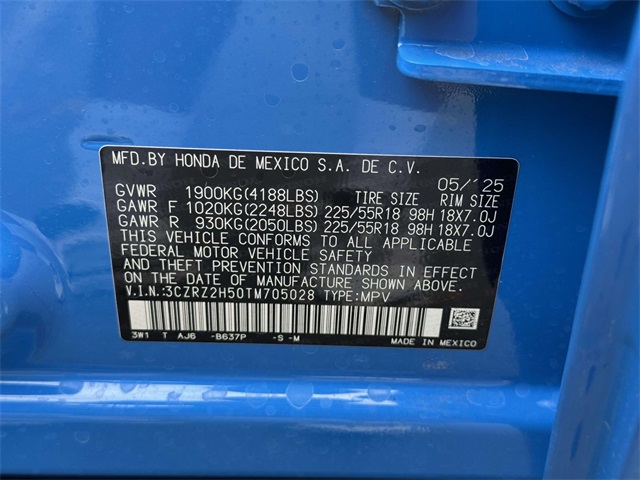 MFD.BY HONDA DE MEXICO S.A. DE C.V.
05/'25
GVWR 1900KG(4188LBS) TIRE SIZE RIM SIZE
GAWR F 1020KG(2248LBS) 225/55R18 98H 18X7.0J
GAWR R 930KG(2050LBS) 225/55R18 98H 18X7.0J
THIS VEHICLE CONFORMS TO ALL APPLICABLE
FEDERAL MOTOR VEHICLE SAFETY
AND THEFT PREVENTION STANDARDS IN EFFECT
ON THE DATE OF MANUFACTURE SHOWN ABOVE.
V.I.N.:3CZRZ2H50TM705028 TYPE:MPV
3W1 T AJ6 -B637P -S -M MADE IN MEXICO